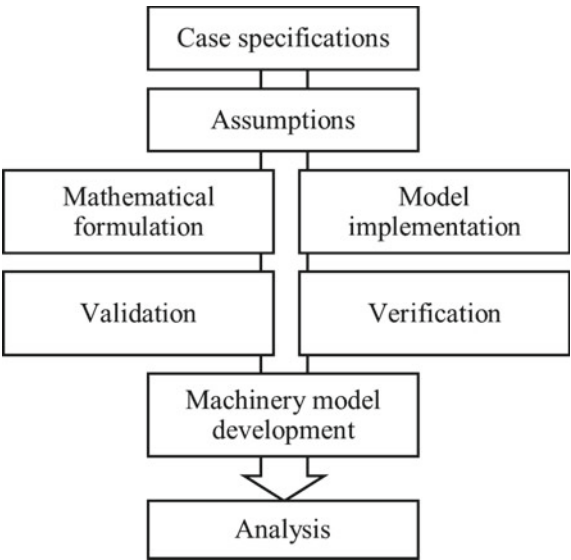 Case specifications
Assumptions
Mathematical
formulation
Model
implementation
Validation
Verification
Machinery model
development
Analysis